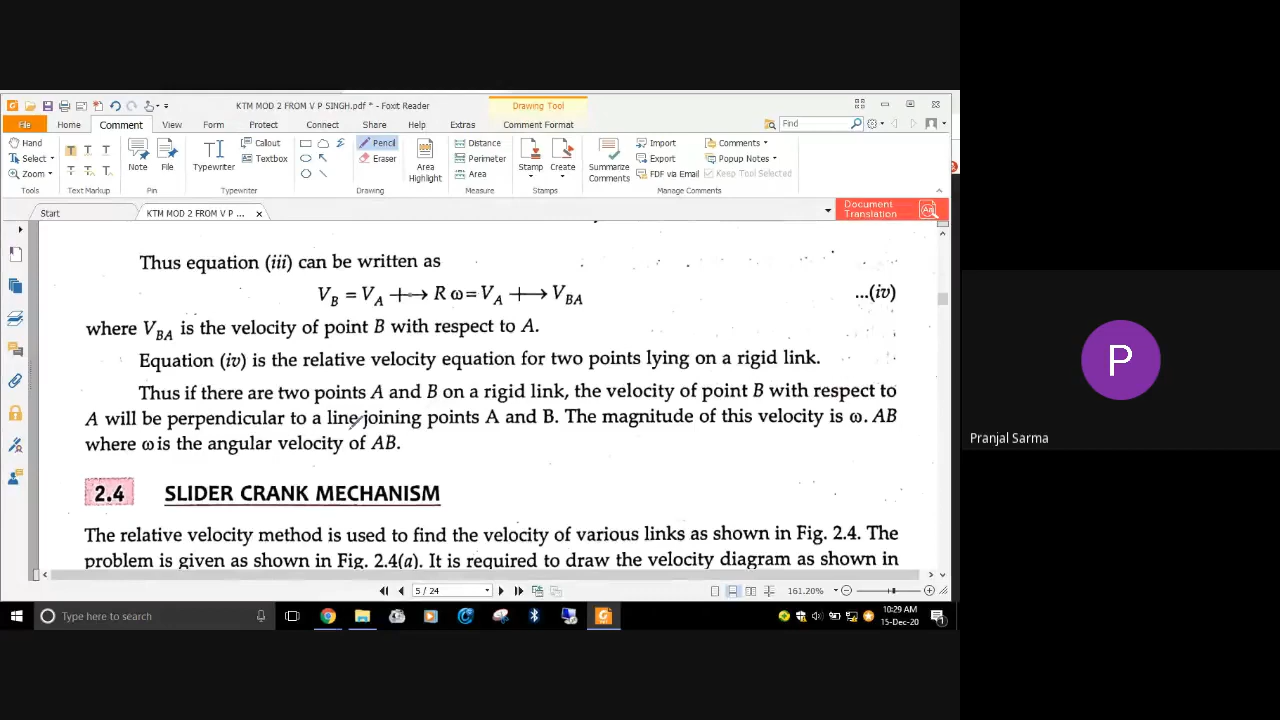 KTM MOD 2 FROM V P SINGH.pdf * - Foxit Reader
Drawing Tool
File Home Comment View Form Protect Connect Share Help Extras Comment Format
Find
Hand
Select
Zoom
Tools
T T T
T T T
Text Markup
Note
File
Pin
Typewriter
Callout
Textbox
Typewriter
Pencil
Eraser
Drawing
Area
Highlight
Distance
Perimeter
Area
Measure
Stamp
Create
Stamps
Summarize
Comments
Import
Export
FDF via Email
Comments
Popup Notes
Keep Tool Selected
Manage Comments
Start
KTM MOD 2 FROM V P ...
Document
Translation
Thus equation (iii) can be written as
V_B = V_A +→ R ω = V_A +→ V_BA ...(iv)
where V_BA is the velocity of point B with respect to A.
Equation (iv) is the relative velocity equation for two points lying on a rigid link.
Thus if there are two points A and B on a rigid link, the velocity of point B with respect to
A will be perpendicular to a line joining points A and B. The magnitude of this velocity is ω. AB
where ω is the angular velocity of AB.
2.4 SLIDER CRANK MECHANISM
The relative velocity method is used to find the velocity of various links as shown in Fig. 2.4. The
problem is given as shown in Fig. 2.4(a). It is required to draw the velocity diagram as shown in
5 / 24
161.20%
Type here to search
10:29 AM
15-Dec-20
1
P
Pranjal Sarma